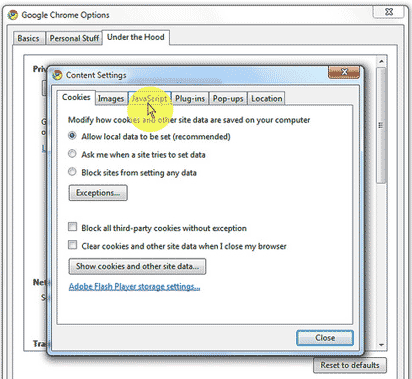 Google Chrome Options
Basics Personal Stuff Under the Hood
Content Settings
Cookies Images JavaScript Plug-ins Pop-ups Location
Modify how cookies and other site data are saved on your computer
Allow local data to be set (recommended)
Ask me when a site tries to set data
Block sites from setting any data
Exceptions...
Block all third-party cookies without exception
Clear cookies and other site data when I close my browser
Show cookies and other site data...
Adobe Flash Player storage settings...
Close
Reset to defaults